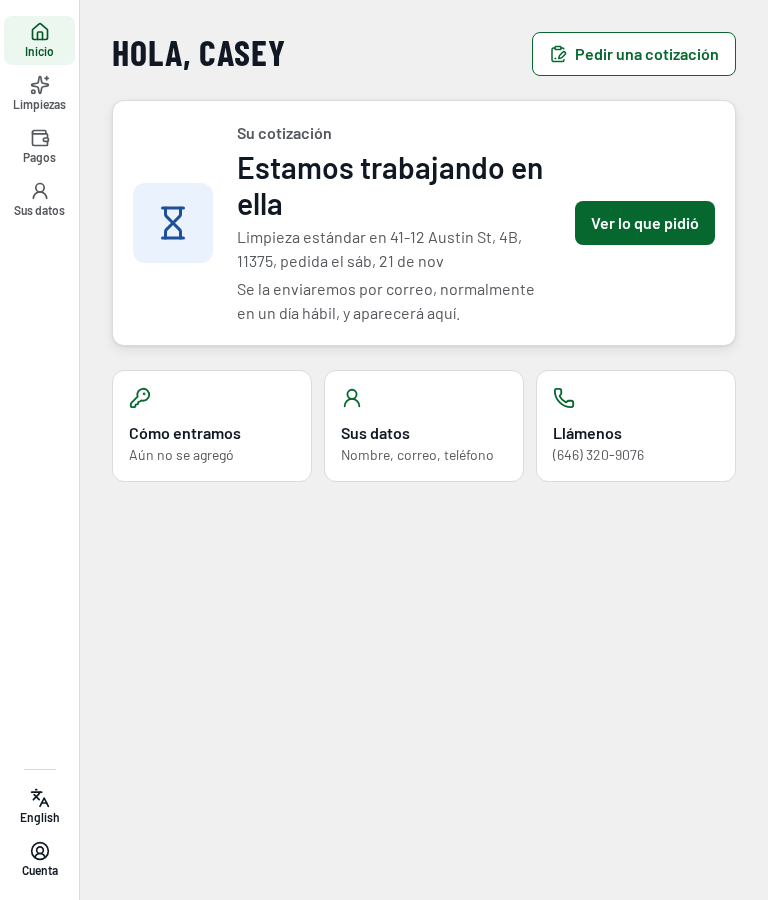 Inicio
Limpiezas
Pagos
Sus datos
English
Cuenta
HOLA, CASEY
Pedir una cotización
Su cotización
Estamos trabajando en
ella
Limpieza estándar en 41-12 Austin St, 4B,
11375, pedida el sáb, 21 de nov
Se la enviaremos por correo, normalmente
en un día hábil, y aparecerá aquí.
Ver lo que pidió
Cómo entramos
Aún no se agregó
Sus datos
Nombre, correo, teléfono
Llámenos
(646) 320-9076